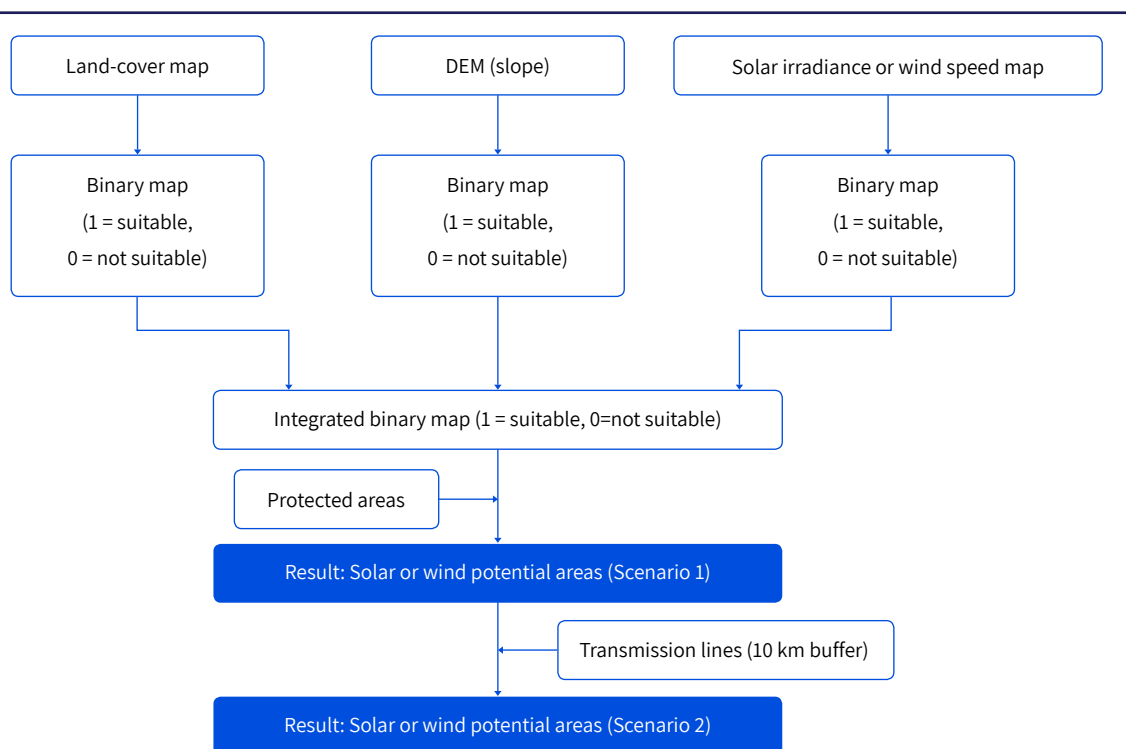 Land-cover map
DEM (slope)
Solar irradiance or wind speed map
Binary map
(1 = suitable,
0 = not suitable)
Binary map
(1 = suitable,
0 = not suitable)
Binary map
(1 = suitable,
0 = not suitable)
Integrated binary map (1 = suitable, 0=not suitable)
Protected areas
Result: Solar or wind potential areas (Scenario 1)
Transmission lines (10 km buffer)
Result: Solar or wind potential areas (Scenario 2)